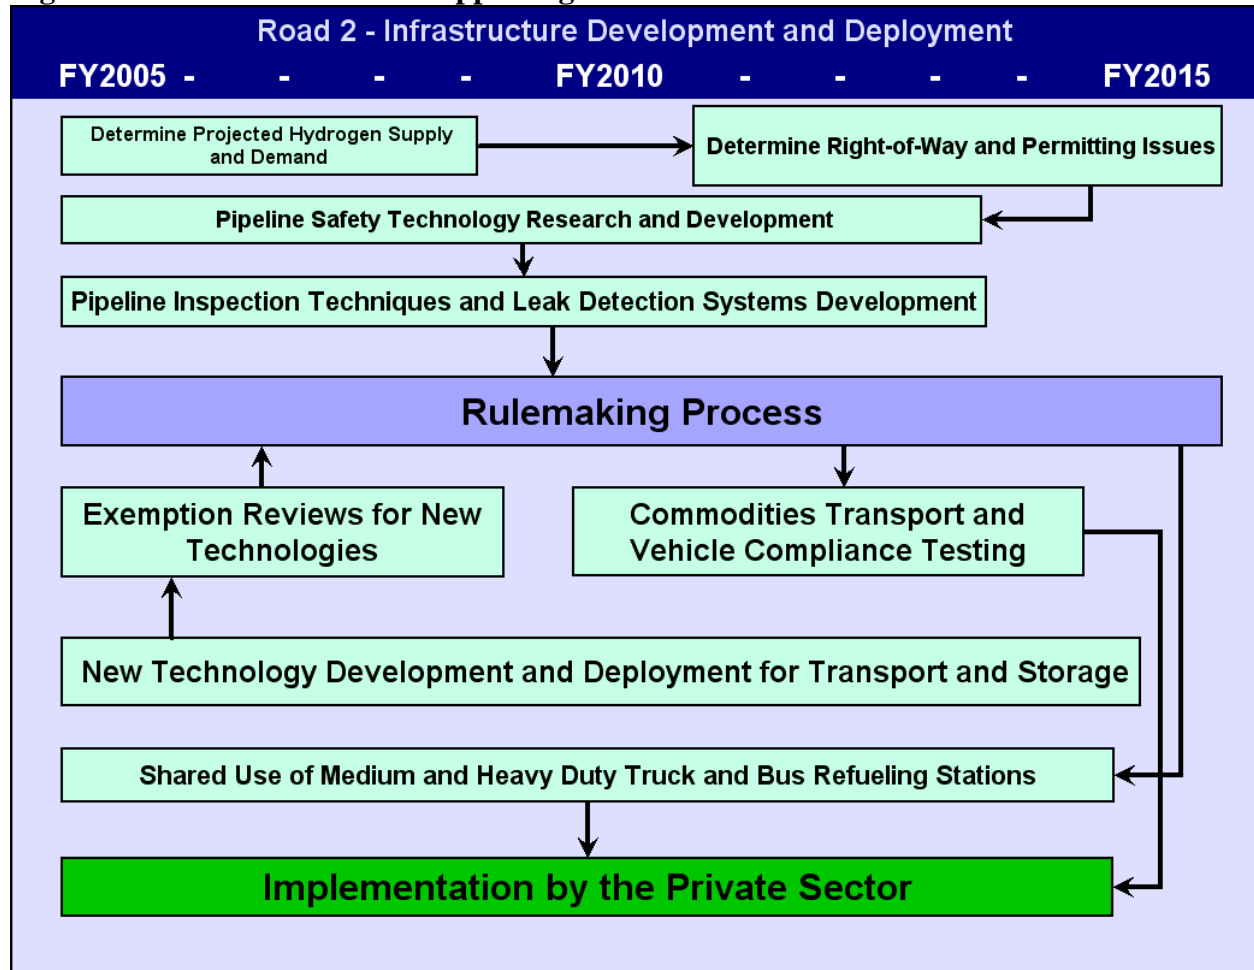 Road 2 - Infrastructure Development and Deployment
FY2005 - - - - FY2010 - - - - FY2015
Determine Projected Hydrogen Supply
and Demand
Determine Right-of-Way and Permitting Issues
Pipeline Safety Technology Research and Development
Pipeline Inspection Techniques and Leak Detection Systems Development
Rulemaking Process
Exemption Reviews for New
Technologies
Commodities Transport and
Vehicle Compliance Testing
New Technology Development and Deployment for Transport and Storage
Shared Use of Medium and Heavy Duty Truck and Bus Refueling Stations
Implementation by the Private Sector